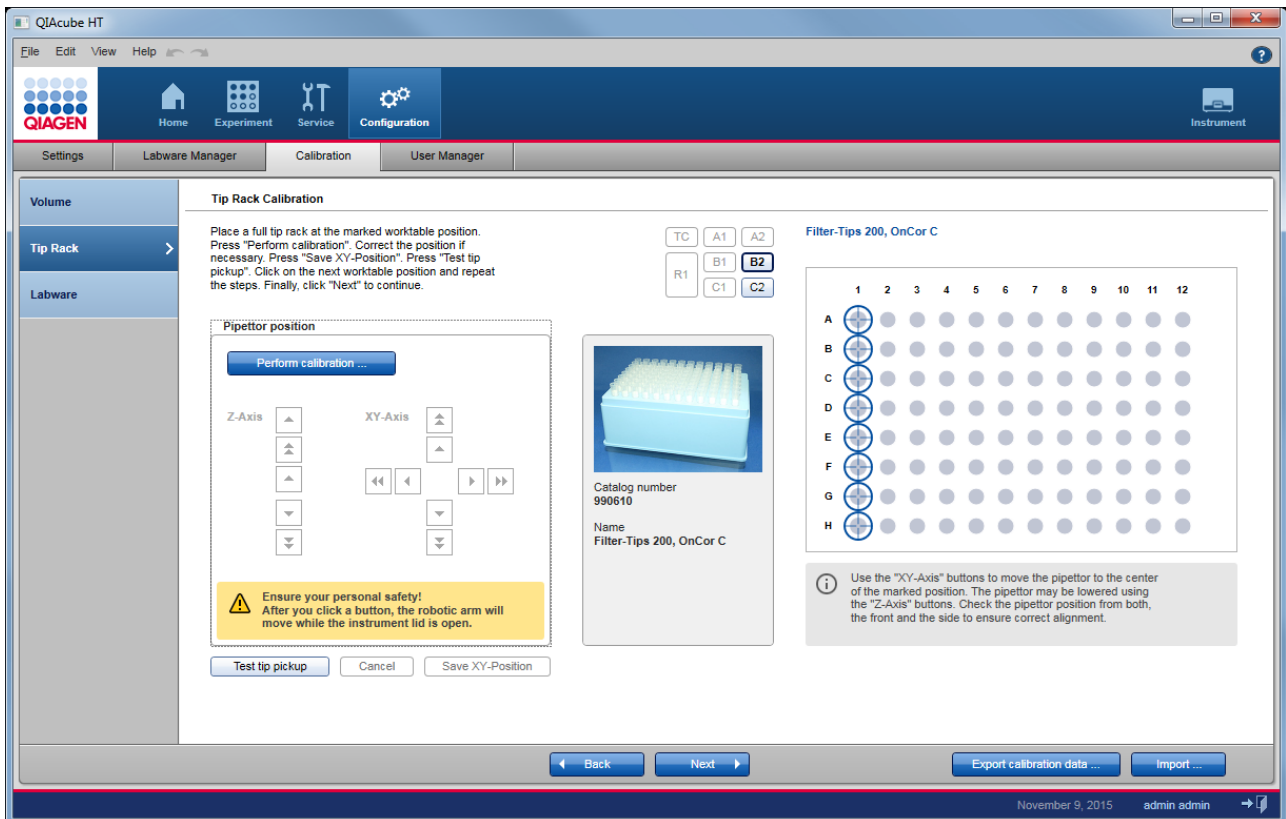 QIAcube HT
File Edit View Help
?
QIAGEN
Home Experiment Service Configuration Instrument
Settings Labware Manager Calibration User Manager
Volume
Tip Rack
Labware
Tip Rack Calibration
Place a full tip rack at the marked worktable position.
Press "Perform calibration". Correct the position if
necessary. Press "Save XY-Position". Press "Test tip
pickup". Click on the next worktable position and repeat
the steps. Finally, click "Next" to continue.
TC A1 A2
R1 B1 B2
C1 C2
Pipettor position
Perform calibration ...
Z-Axis XY-Axis
Ensure your personal safety!
After you click a button, the robotic arm will
move while the instrument lid is open.
Test tip pickup Cancel Save XY-Position
Catalog number
990610
Name
Filter-Tips 200, OnCor C
Filter-Tips 200, OnCor C
1 2 3 4 5 6 7 8 9 10 11 12
A
B
C
D
E
F
G
H
Use the "XY-Axis" buttons to move the pipettor to the center
of the marked position. The pipettor may be lowered using
the "Z-Axis" buttons. Check the pipettor position from both,
the front and the side to ensure correct alignment.
Back Next Export calibration data ... Import ...
November 9, 2015 admin admin